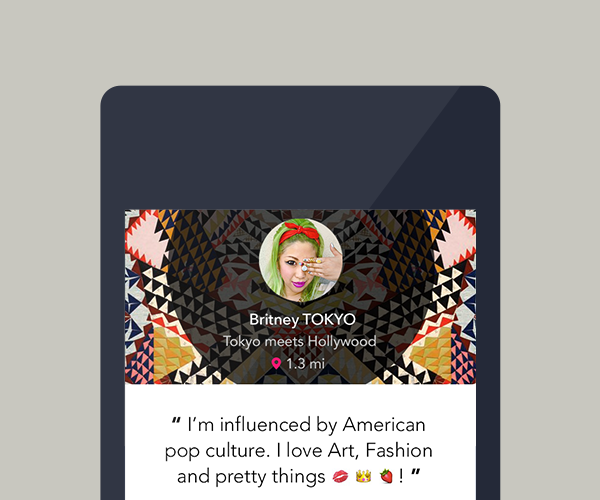 Britney TOKYO
Tokyo meets Hollywood
1.3 mi
“ I’m influenced by American
pop culture. I love Art, Fashion
and pretty things 💋 👑 🍓 ! ”